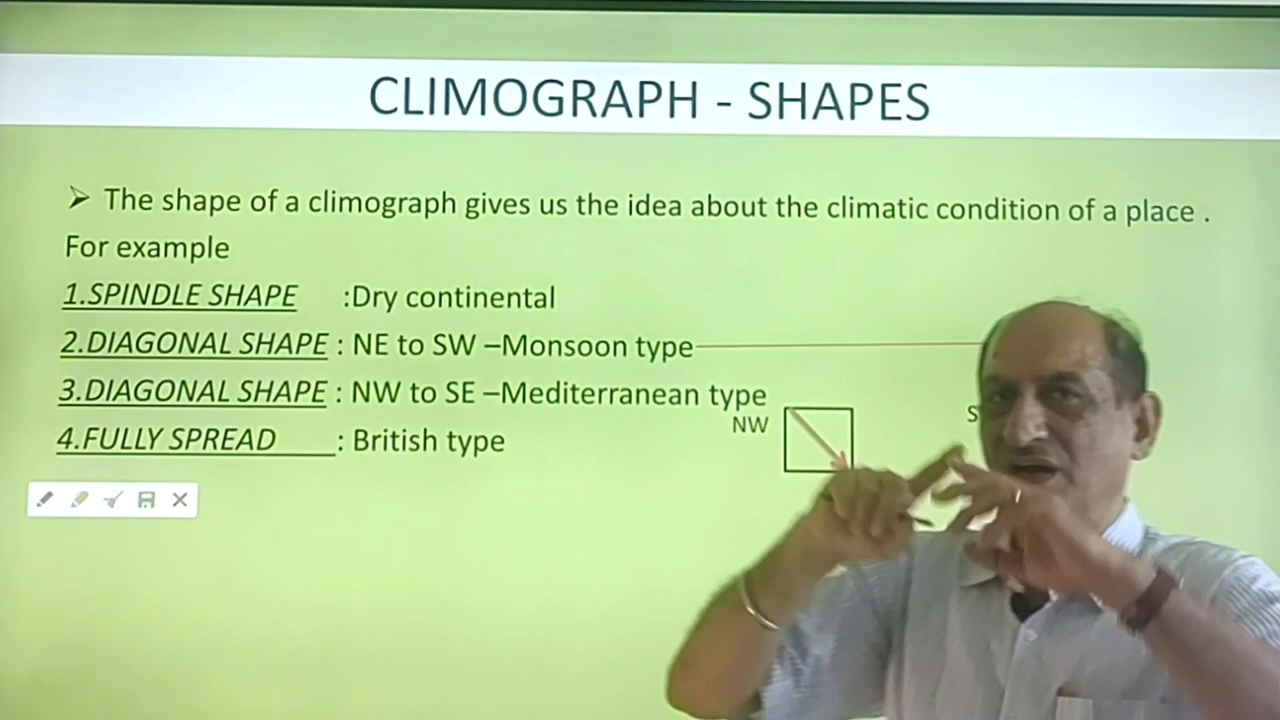 CLIMOGRAPH - SHAPES
➢ The shape of a climograph gives us the idea about the climatic condition of a place .
For example
1.SPINDLE SHAPE :Dry continental
2.DIAGONAL SHAPE : NE to SW –Monsoon type
3.DIAGONAL SHAPE : NW to SE –Mediterranean type
NW
4.FULLY SPREAD : British type